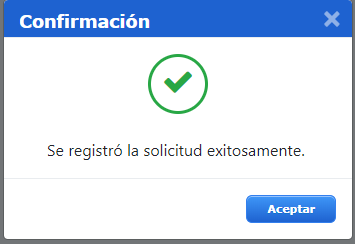 Confirmación
Se registró la solicitud exitosamente.
Aceptar